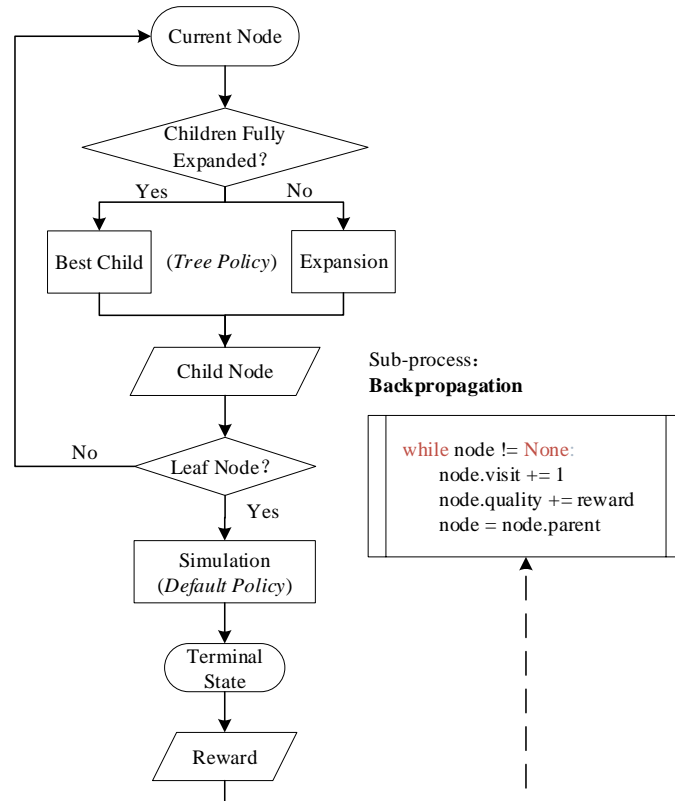 Current Node
Children Fully
Expanded?
Yes
No
Best Child
(Tree Policy)
Expansion
Child Node
No
Leaf Node?
Yes
Simulation
(Default Policy)
Terminal
State
Reward
Sub-process:
Backpropagation
while node != None:
node.visit += 1
node.quality += reward
node = node.parent